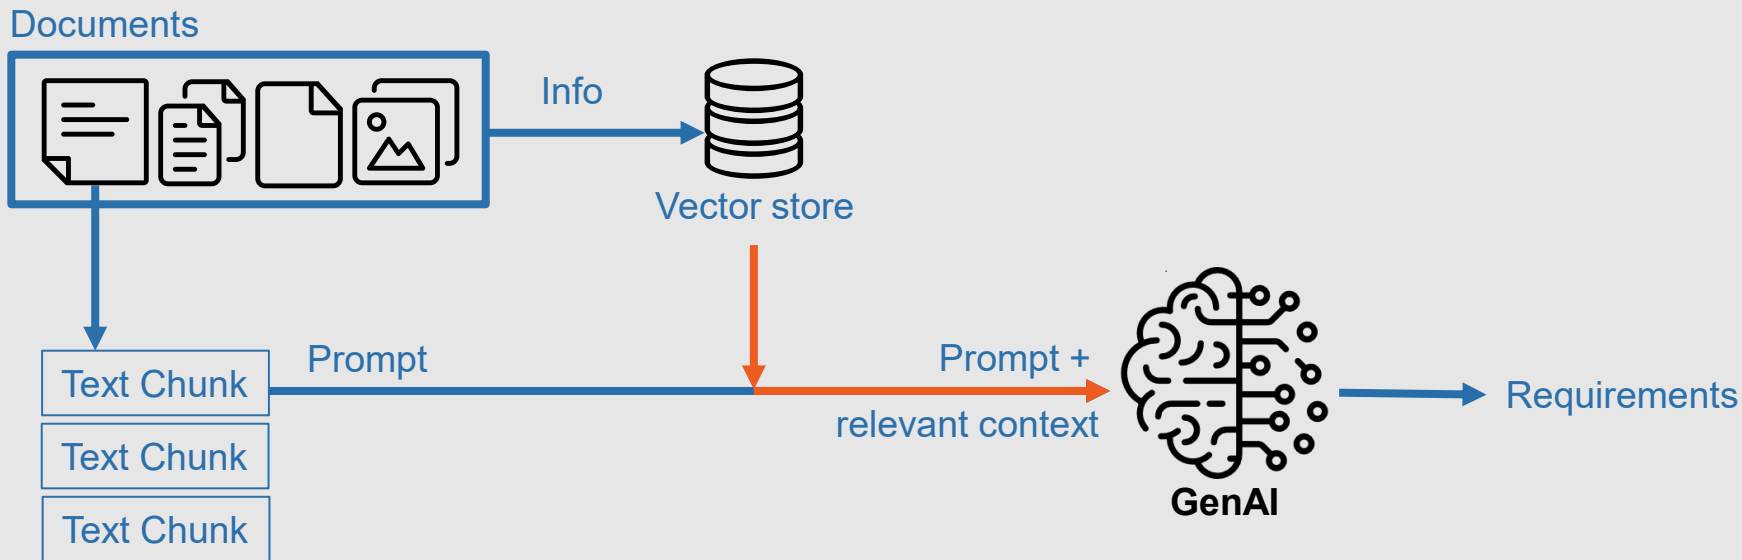 Documents
Info
Vector store
Prompt
Prompt +
relevant context
Text Chunk
Text Chunk
Text Chunk
GenAI
Requirements